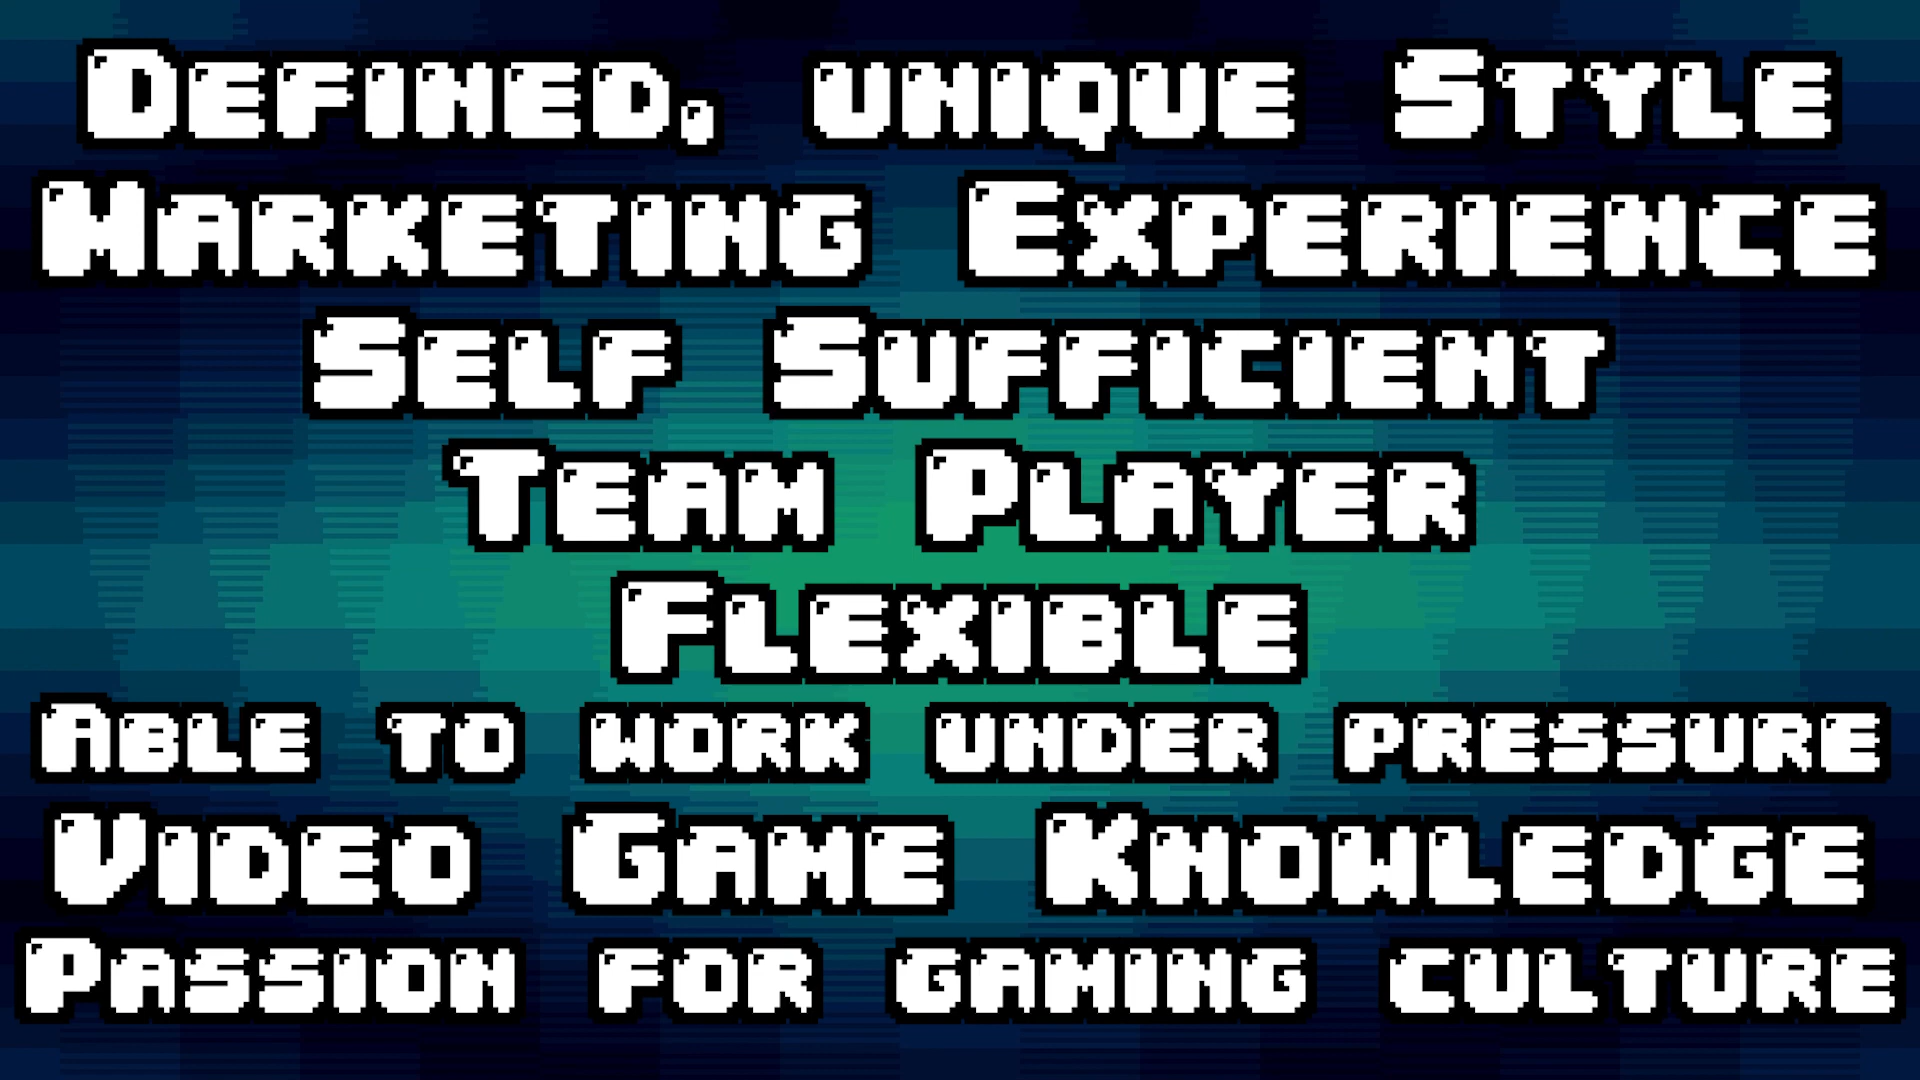 Defined, unique Style
Marketing Experience
Self Sufficient
Team Player
Flexible
Able to work under pressure
Video Game Knowledge
Passion for gaming culture